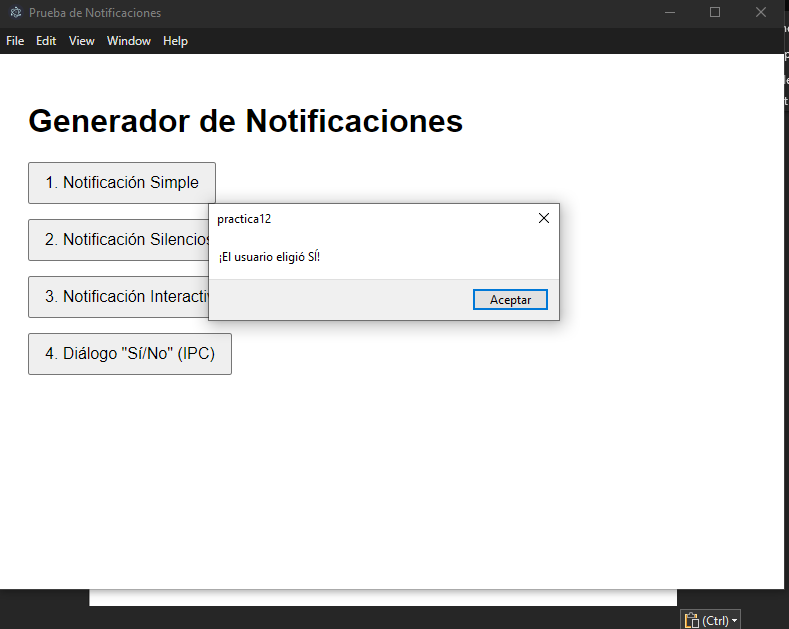 Prueba de Notificaciones
File Edit View Window Help
Generador de Notificaciones
1. Notificación Simple
2. Notificación Silencios
3. Notificación Interactiv
4. Diálogo "Sí/No" (IPC)
practica12
¡El usuario eligió SÍ!
Aceptar
(Ctrl)